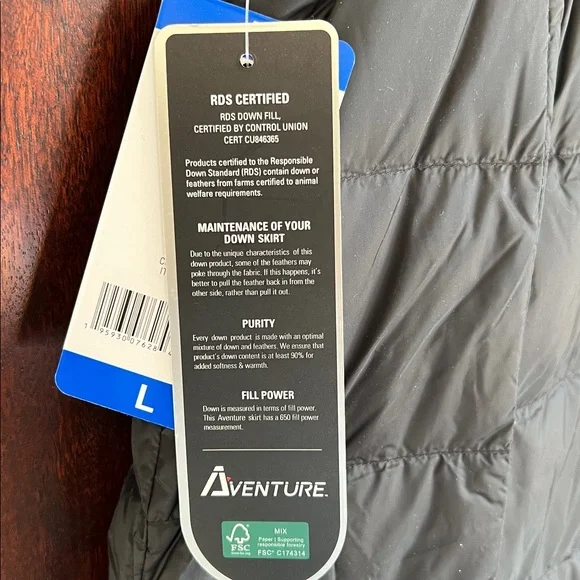 RDS CERTIFIED
RDS DOWN FILL,
CERTIFIED BY CONTROL UNION
CERT CU846365
Products certified to the Responsible
Down Standard (RDS) contain down or
feathers from farms certified to animal
welfare requirements.
MAINTENANCE OF YOUR
DOWN SKIRT
Due to the unique characteristics of this
down product, some of the feathers may
poke through the fabric. If this happens, it's
better to pull the feather back in from the
other side, rather than pull it out.
PURITY
Every down product is made with an optimal
mixture of down and feathers. We ensure that
product's down content is at least 90% for
added softness & warmth.
FILL POWER
Down is measured in terms of fill power.
This Aventure skirt has a 650 fill power
measurement.
AVENTURE
FSC
MIX
Paper | Supporting
responsible forestry
FSC® C174314
1 95930 07628 4
L